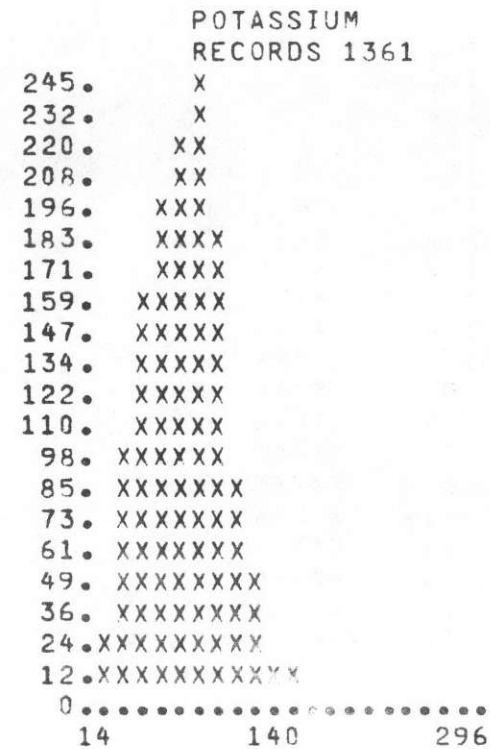 POTASSIUM
RECORDS 1361
245.      X
232.      X
220.     XX
208.     XX
196.    XXX
183.    XXXX
171.    XXXX
159.   XXXXX
147.   XXXXX
134.   XXXXX
122.   XXXXX
110.   XXXXX
98.  XXXXXX
85.  XXXXXXX
73.  XXXXXXX
61.  XXXXXXX
49.  XXXXXXXX
36.  XXXXXXXX
24.XXXXXXXXX
12.XXXXXXXXXXX
0.....................
14 140 296